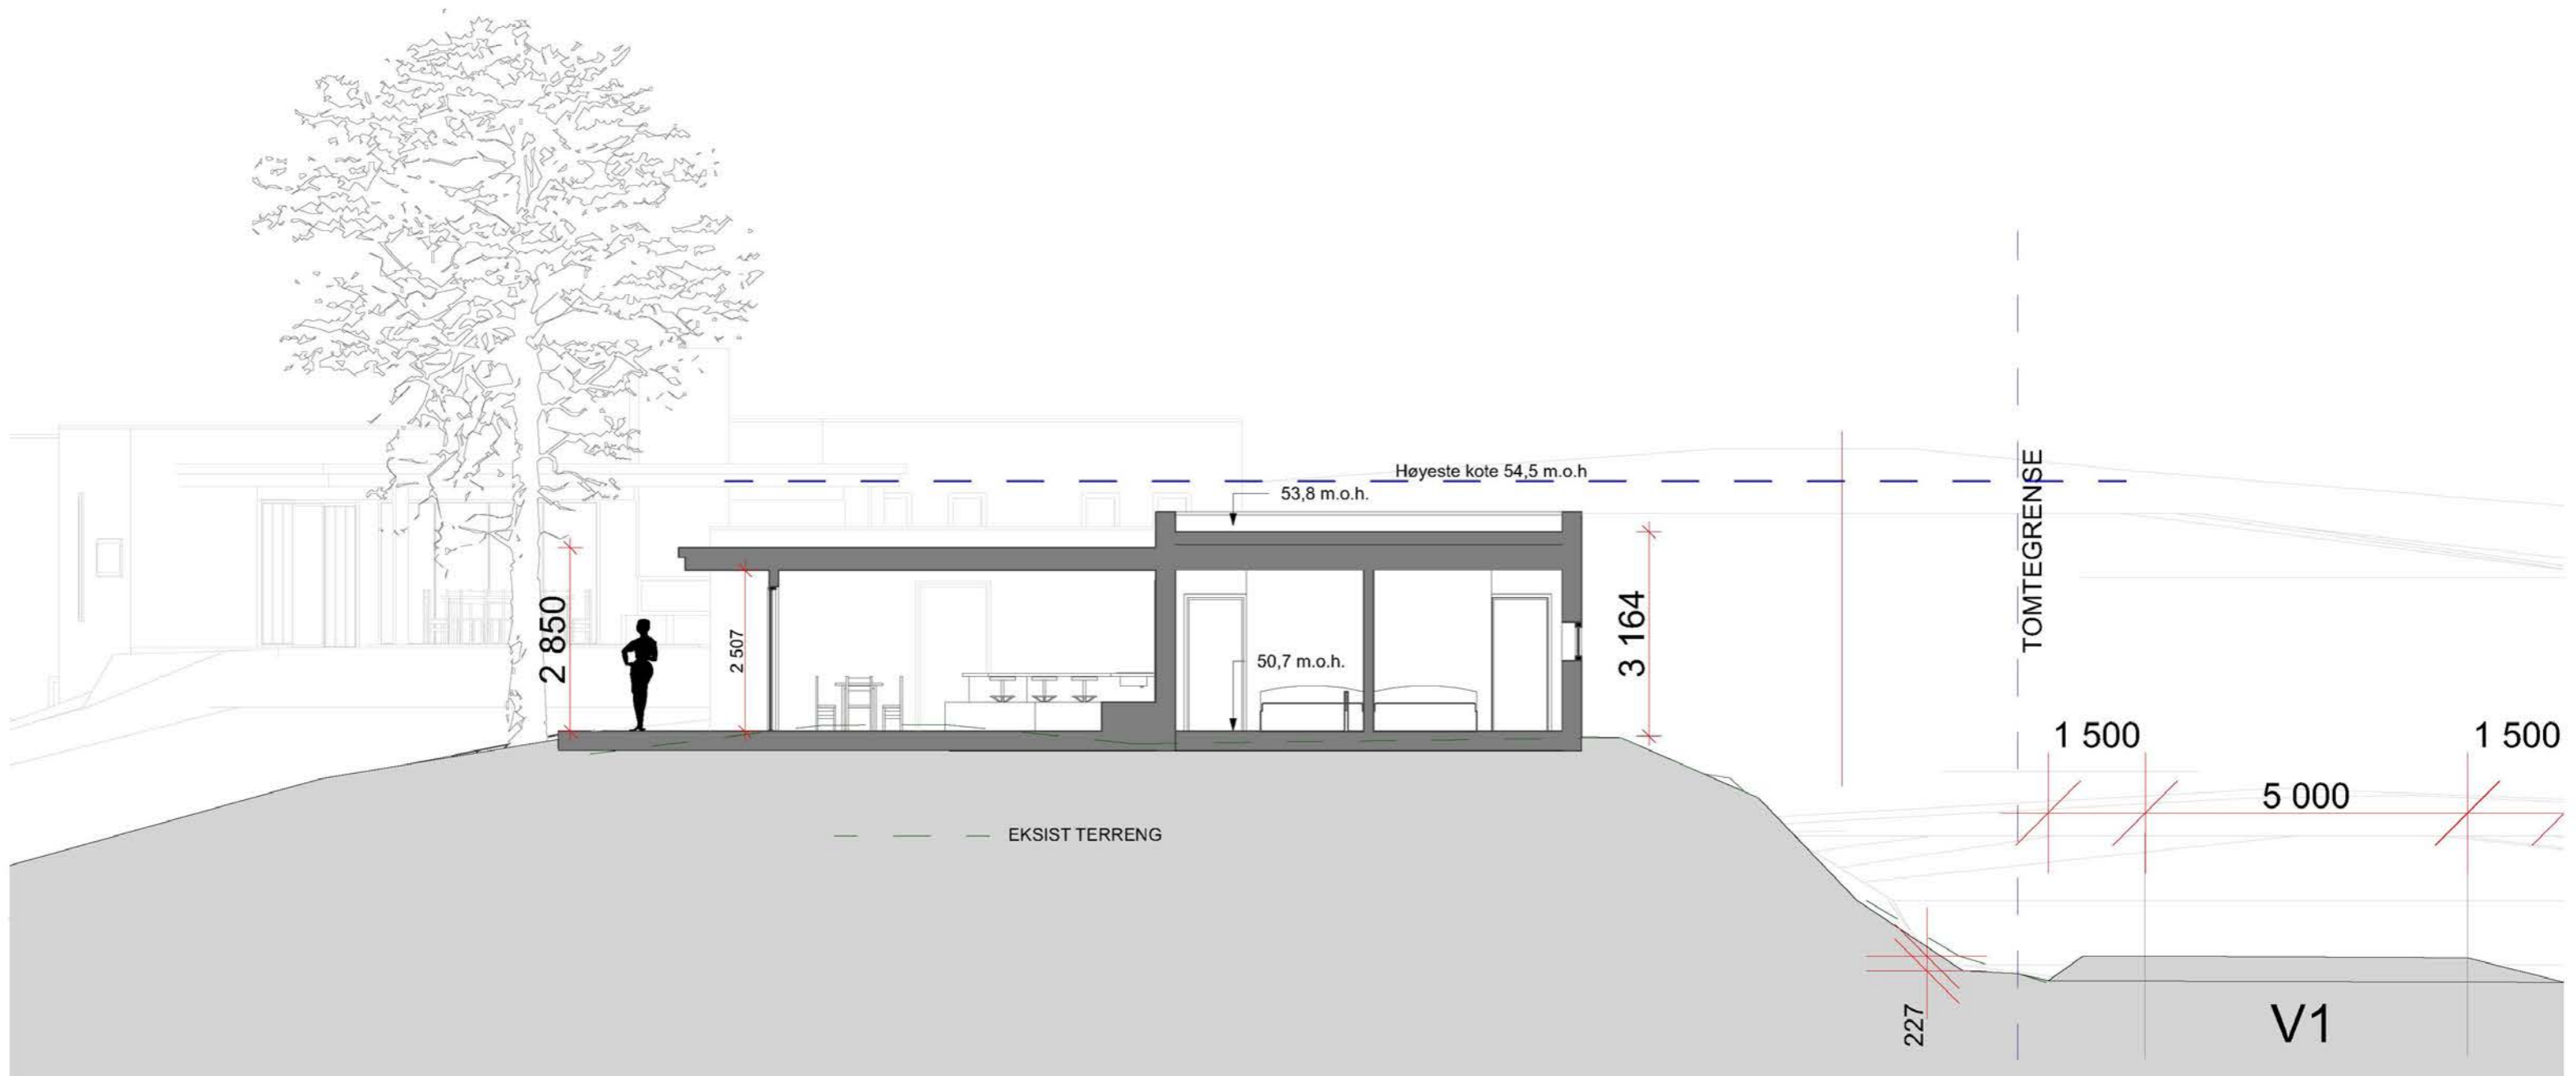 Høyeste kote 54,5 m.o.h
53,8 m.o.h.
TOMTEGRENSE
2 850
2 507
3 164
50,7 m.o.h.
1 500
1 500
5 000
EKSIST TERRENG
227
V1